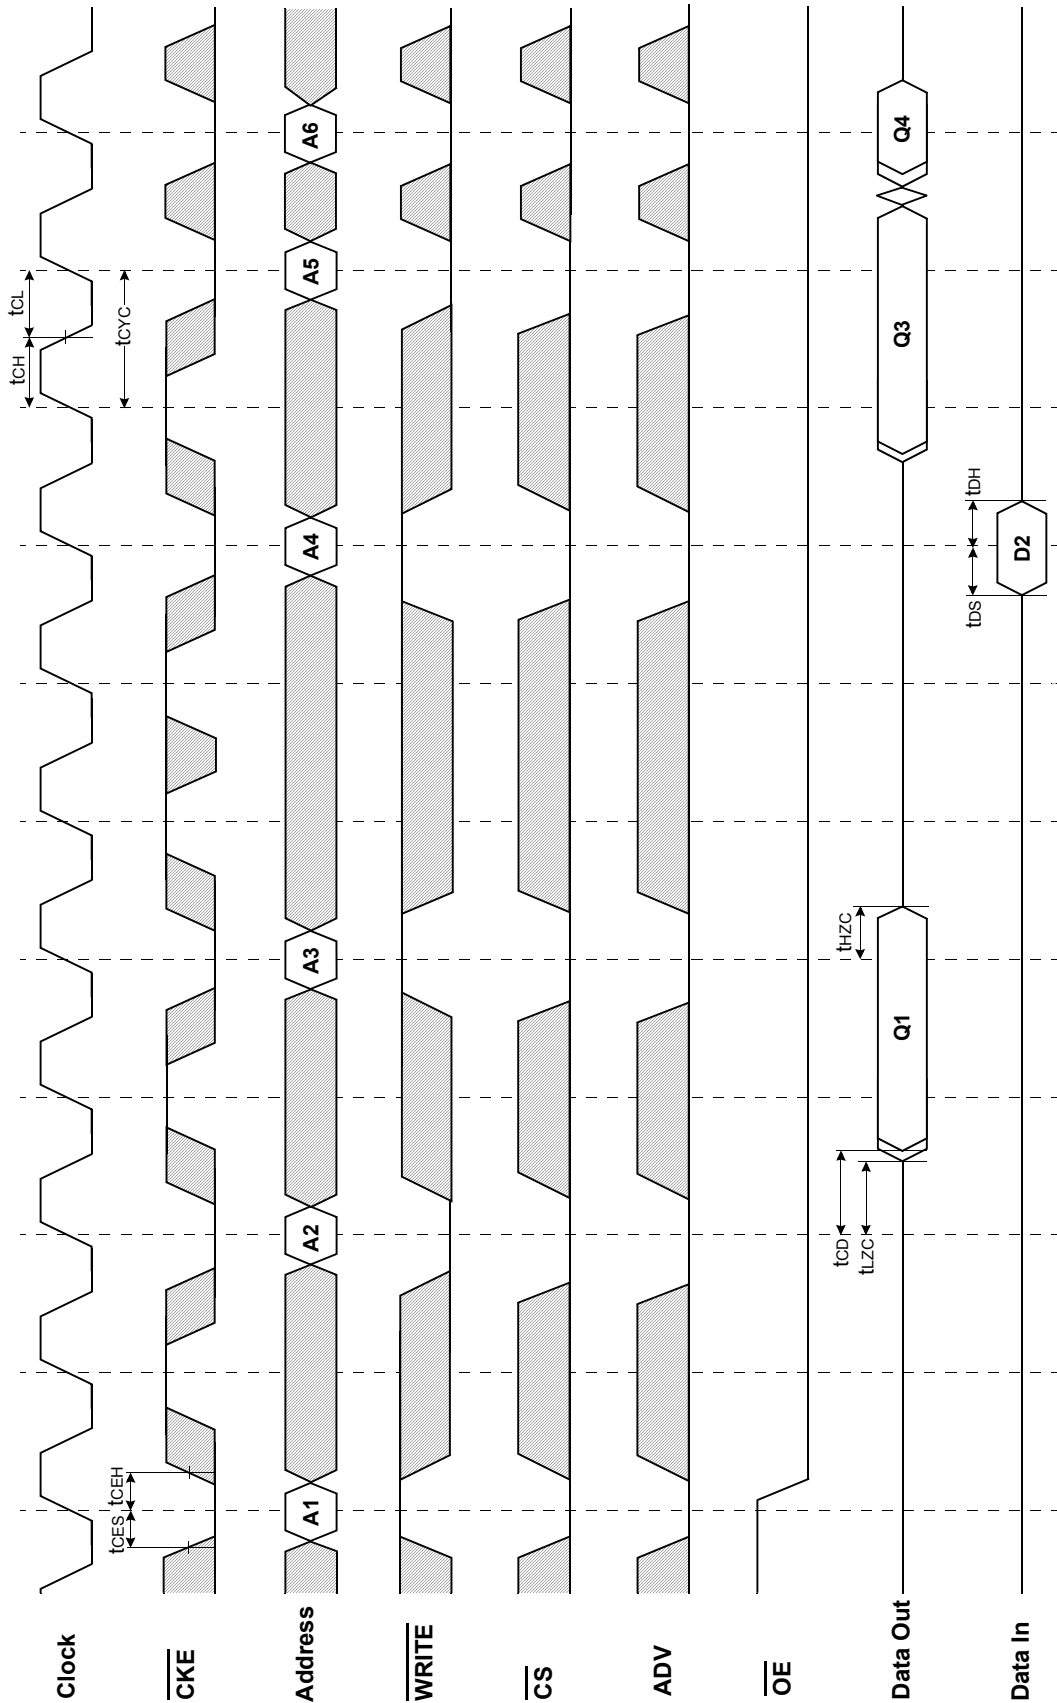 Clock
tCH tCL
tCYC
CKE
tCES tCEH
Address
A1 A2 A3 A4 A5 A6
WRITE
CS
ADV
OE
Data Out
tCD
tLZC
tHZC
Q1 Q3 Q4
Data In
tDS tDH
D2